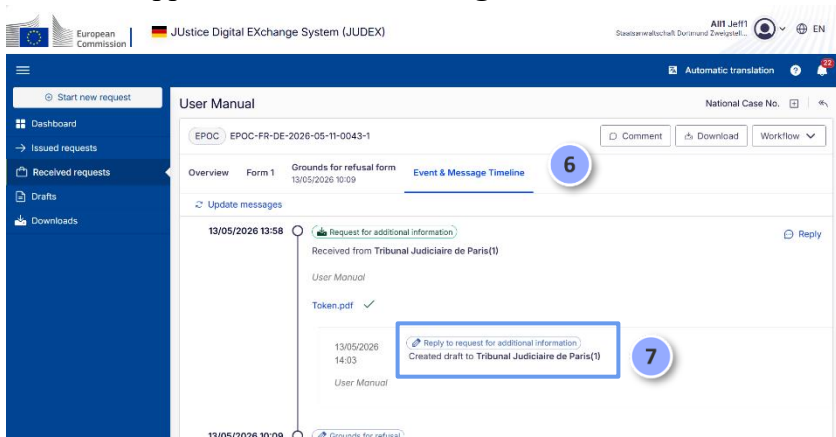 European
Commission
JUstice Digital EXchange System (JUDEX)
All1 Jeff1
Staatsanwaltschaft Dortmund Zweigstell...
EN
Automatic translation
22
Start new request
Dashboard
Issued requests
Received requests
Drafts
Downloads
User Manual
National Case No.
EPOC EPOC-FR-DE-2026-05-11-0043-1
Comment
Download
Workflow
Overview
Form 1
Grounds for refusal form
13/05/2026 10:09
Event & Message Timeline
6
Update messages
13/05/2026 13:58
Request for additional information
Reply
Received from Tribunal Judiciaire de Paris(1)
User Manual
Token.pdf
13/05/2026
14:03
Reply to request for additional information
Created draft to Tribunal Judiciaire de Paris(1)
7
User Manual
13/05/2026 10:09
Grounds for refusal